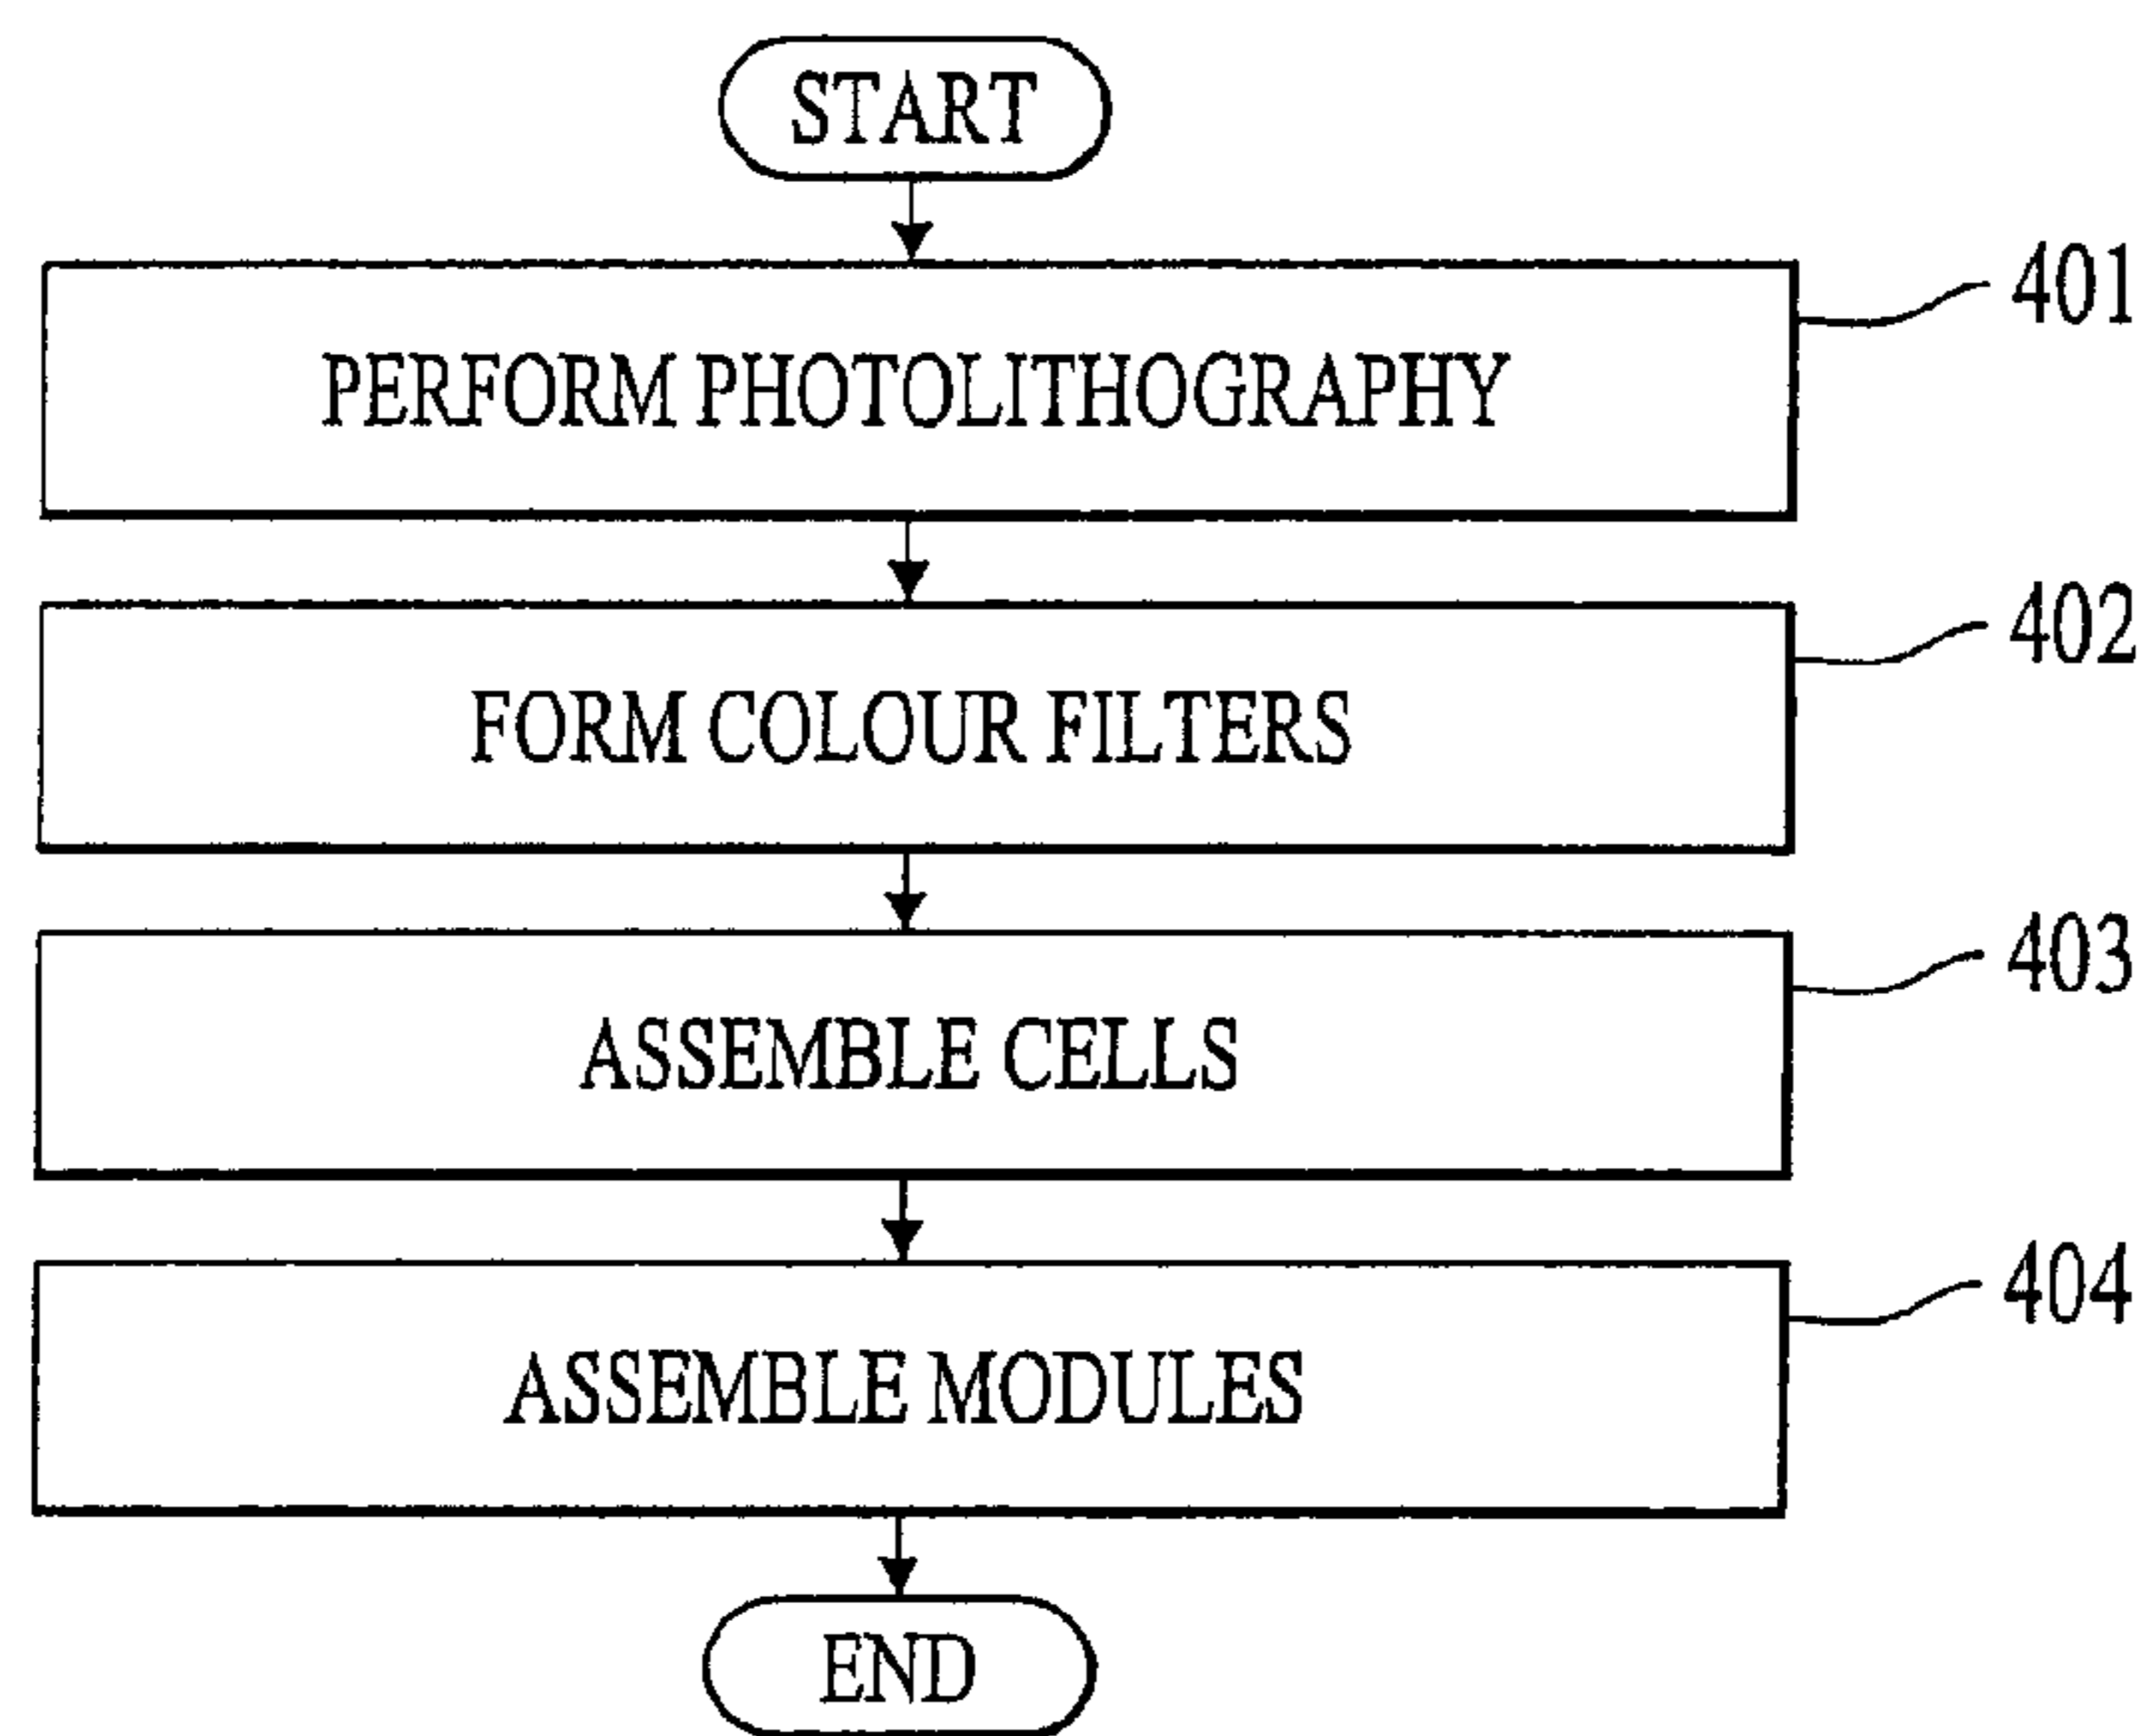 START
401
PERFORM PHOTOLITHOGRAPHY
402
FORM COLOUR FILTERS
403
ASSEMBLE CELLS
404
ASSEMBLE MODULES
END